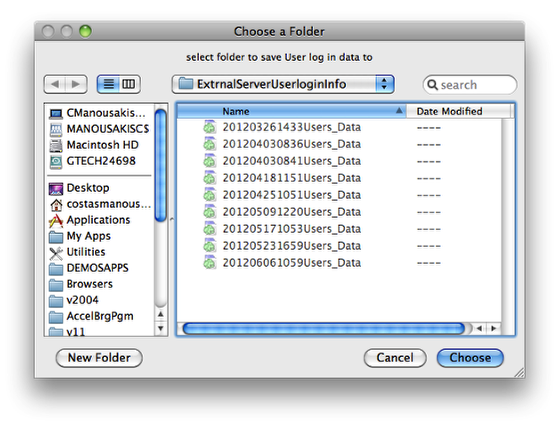 Choose a Folder
select folder to save User log in data to
ExtrnalServerUserloginInfo
search
CManousakis...
MANOUSAKISC$
Macintosh HD
GTECH24698
Desktop
costasmanous...
Applications
My Apps
Utilities
DEMOSAPPS
Browsers
v2004
AccelBrgPgm
v11
Name Date Modified
201203261433Users_Data ----
201204030836Users_Data ----
201204030841Users_Data ----
201204181151Users_Data ----
201204251051Users_Data ----
201205091220Users_Data ----
201205171053Users_Data ----
201205231659Users_Data ----
201206061059Users_Data ----
New Folder Cancel Choose